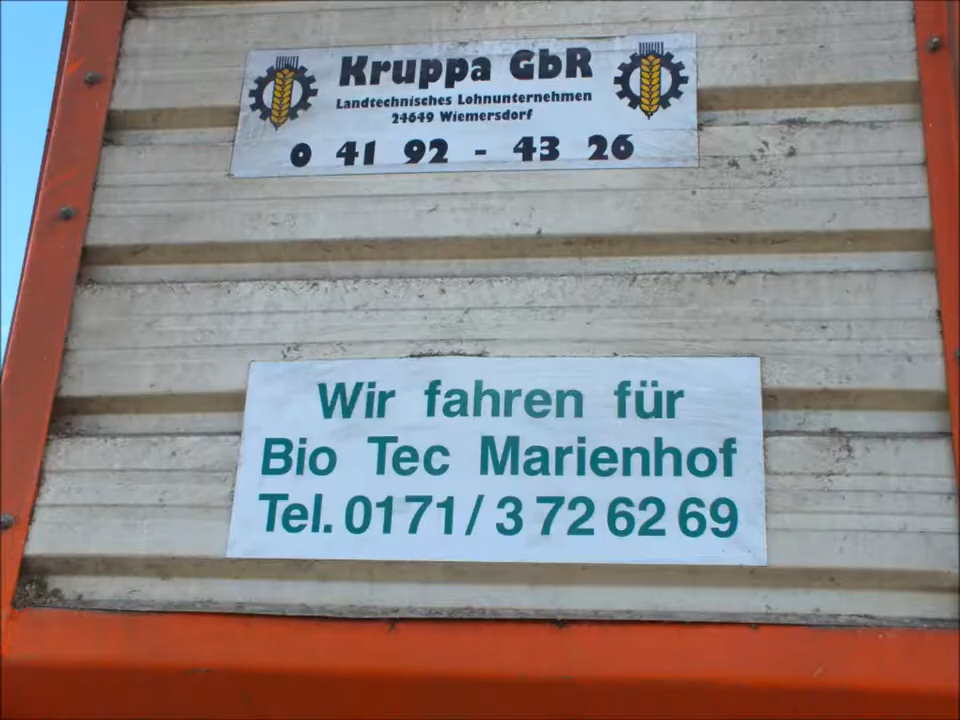 Kruppa GbR
Landtechnisches Lohnunternehmen
24649 Wiemersdorf
0 41 92 - 43 26
Wir fahren für
Bio Tec Marienhof
Tel. 0171/3 72 62 69